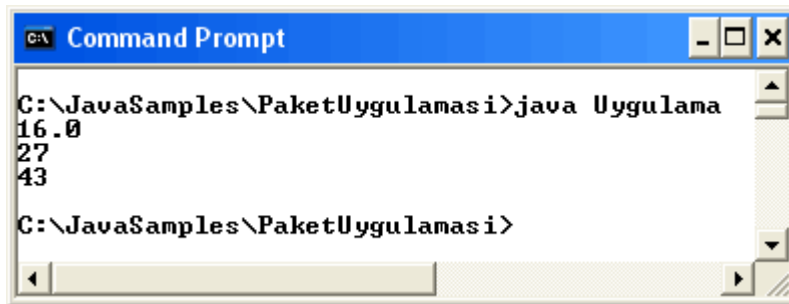 Command Prompt
C:\JavaSamples\PaketUygulamasi>java Uygulama
16.0
27
43
C:\JavaSamples\PaketUygulamasi>